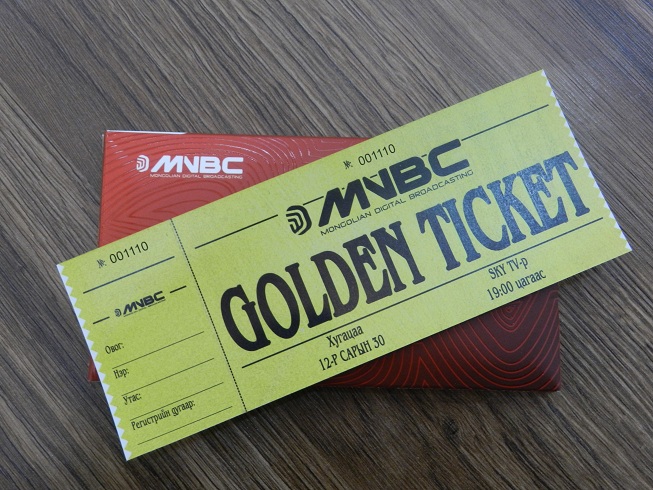 MNBC
MONGOLIAN DIGITAL BROADCASTING
№: 001110
MNBC
MONGOLIAN DIGITAL BROADCASTING
GOLDEN TICKET
Хугацаа
12-Р САРЫН 30
SKY TV-р
19:00 цагаас
№: 001110
MNBC
Овог:
Нэр:
Утас:
Регистрийн дугаар: